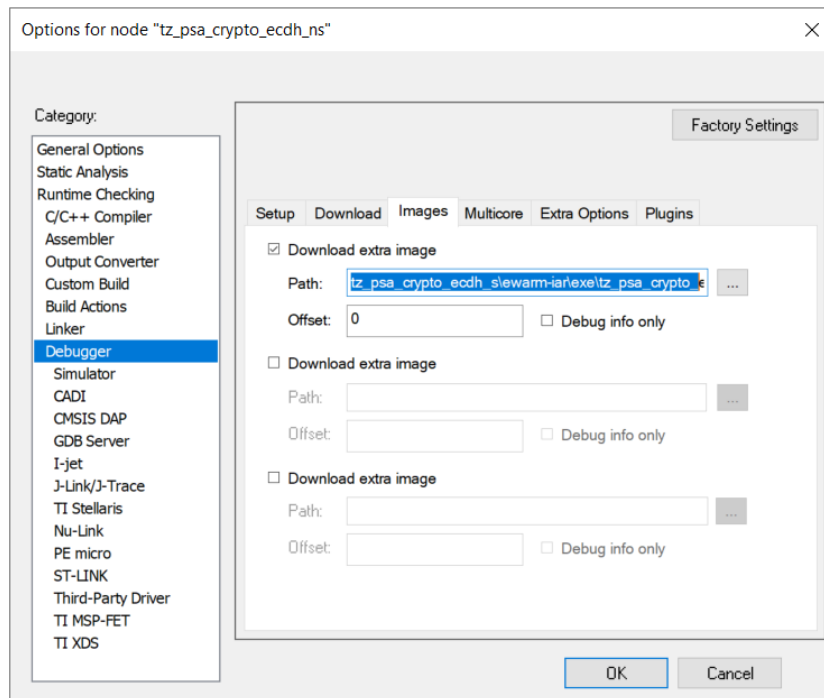 Options for node "tz_psa_crypto_ecdh_ns"
Category:
General Options
Static Analysis
Runtime Checking
C/C++ Compiler
Assembler
Output Converter
Custom Build
Build Actions
Linker
Debugger
Simulator
CADI
CMSIS DAP
GDB Server
I-jet
J-Link/J-Trace
TI Stellaris
Nu-Link
PE micro
ST-LINK
Third-Party Driver
TI MSP-FET
TI XDS
Factory Settings
Setup Download Images Multicore Extra Options Plugins
Download extra image
Path: tz_psa_crypto_ecdh_s\ewarm-iar\exe\tz_psa_crypto_e ...
Offset: 0 Debug info only
Download extra image
Path: ...
Offset: Debug info only
Download extra image
Path: ...
Offset: Debug info only
OK Cancel